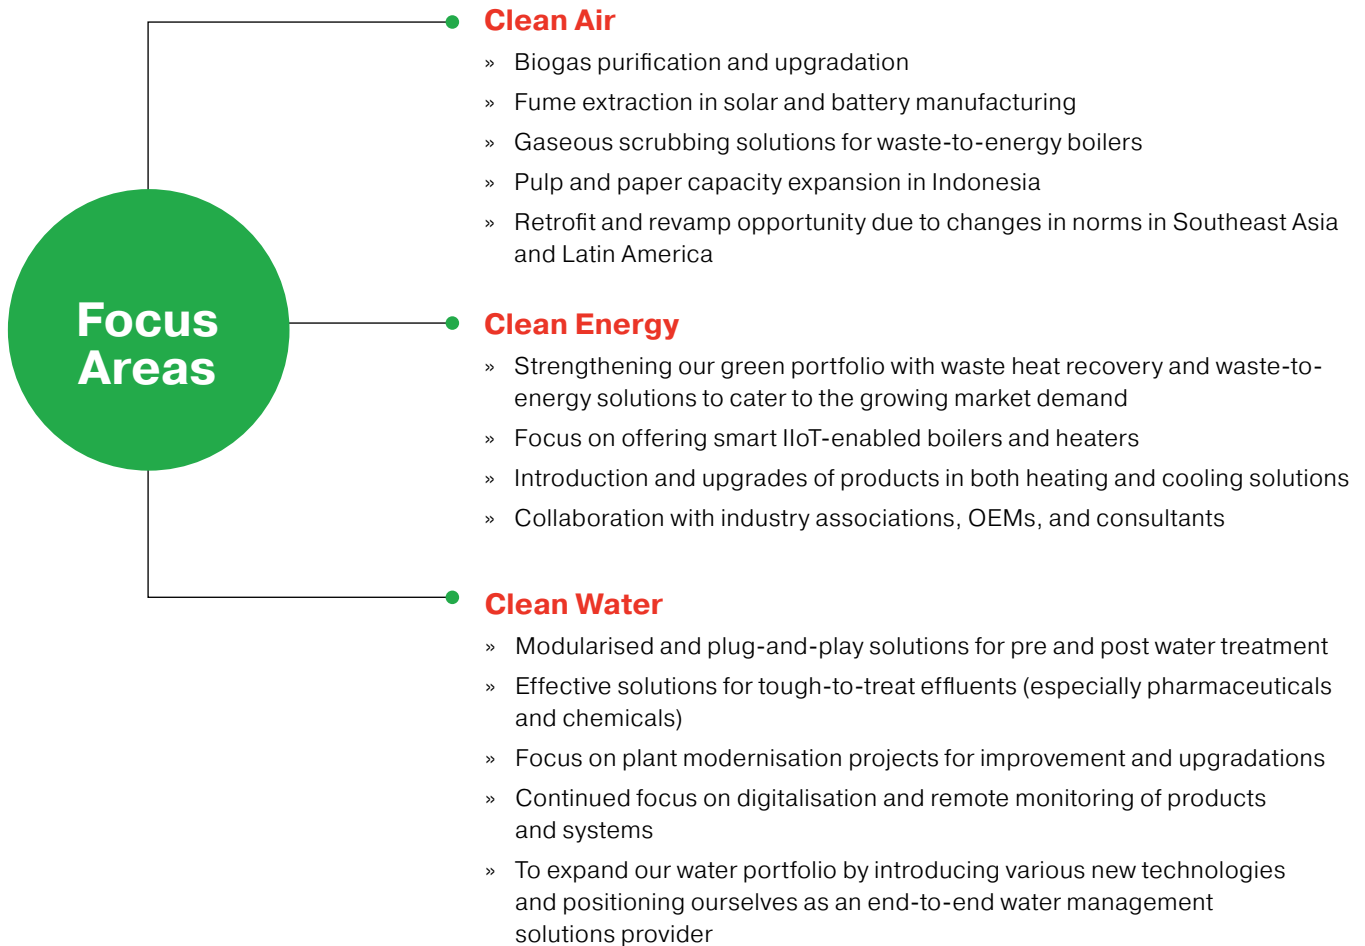 Focus
Areas
Clean Air
» Biogas purification and upgradation
» Fume extraction in solar and battery manufacturing
» Gaseous scrubbing solutions for waste-to-energy boilers
» Pulp and paper capacity expansion in Indonesia
» Retrofit and revamp opportunity due to changes in norms in Southeast Asia
and Latin America
Clean Energy
» Strengthening our green portfolio with waste heat recovery and waste-to-
energy solutions to cater to the growing market demand
» Focus on offering smart IIoT-enabled boilers and heaters
» Introduction and upgrades of products in both heating and cooling solutions
» Collaboration with industry associations, OEMs, and consultants
Clean Water
» Modularised and plug-and-play solutions for pre and post water treatment
» Effective solutions for tough-to-treat effluents (especially pharmaceuticals
and chemicals)
» Focus on plant modernisation projects for improvement and upgradations
» Continued focus on digitalisation and remote monitoring of products
and systems
» To expand our water portfolio by introducing various new technologies
and positioning ourselves as an end-to-end water management
solutions provider